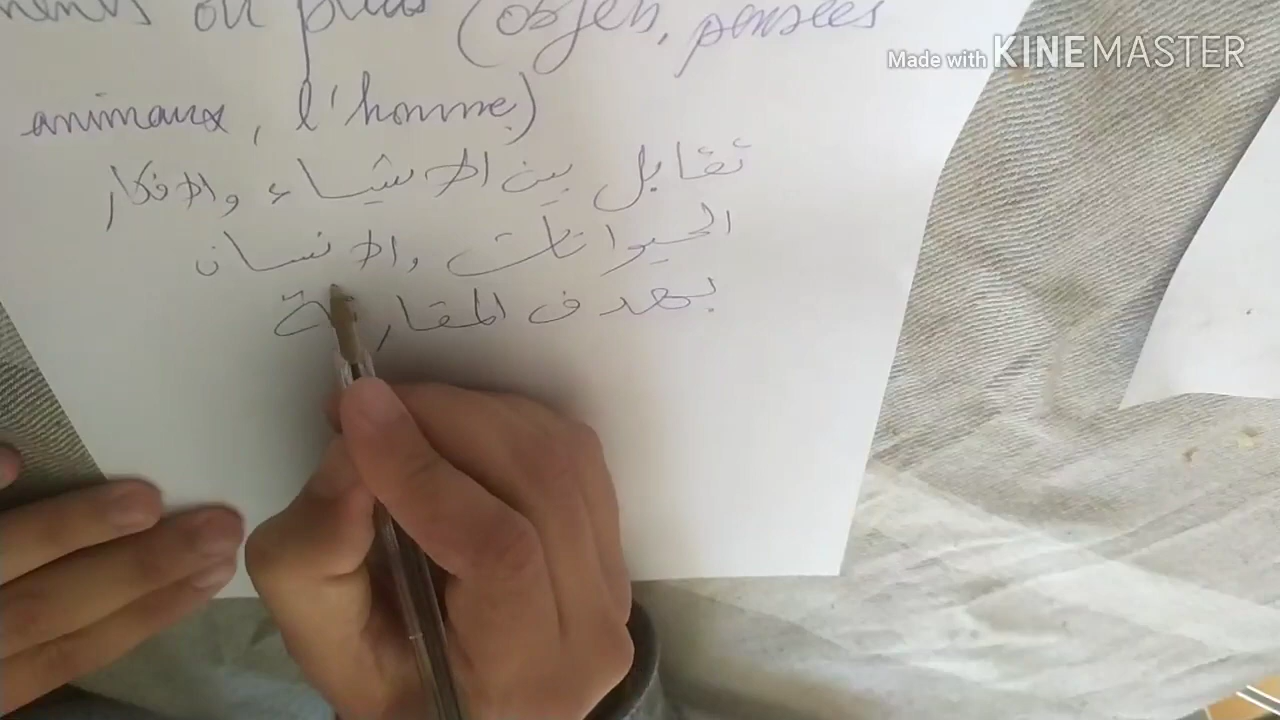 ou plus (objets, pensées
Made with KINEMASTER
animaux, l'homme)
تقابل بين الاشياء والافكار
الحيوانات والانسان
بهدف المقارنة